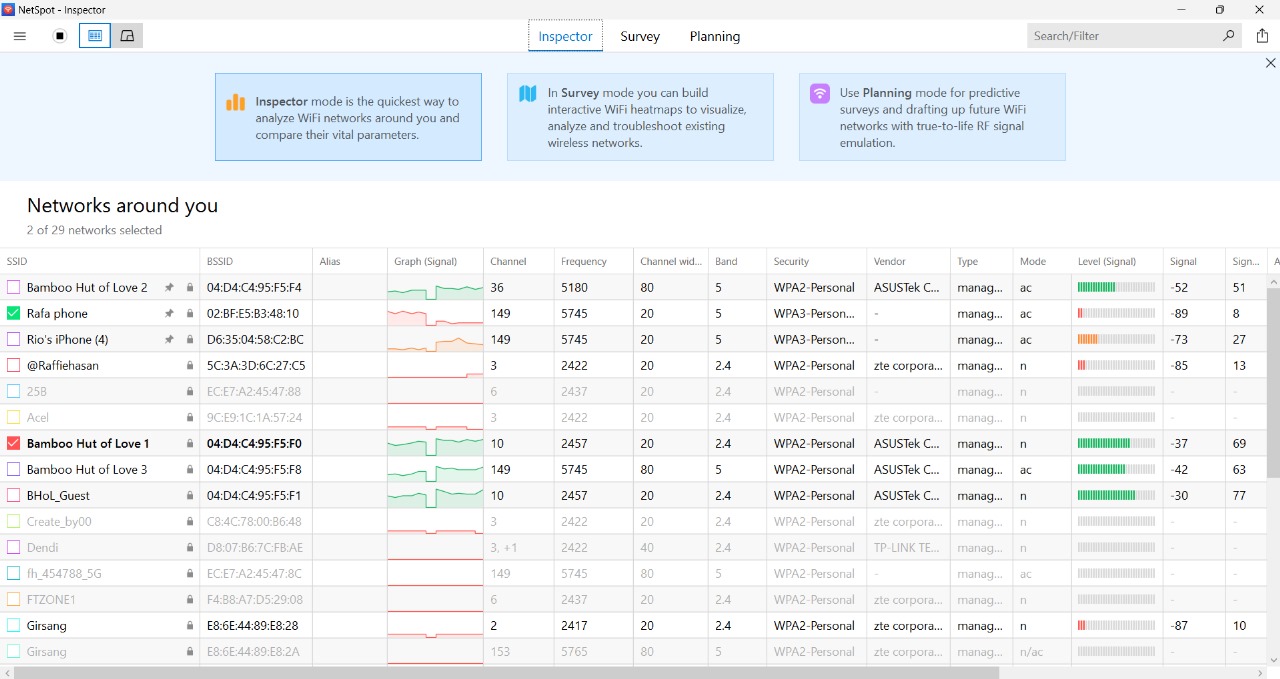 NetSpot - Inspector
Inspector Survey Planning
Search/Filter
Inspector mode is the quickest way to
analyze WiFi networks around you and
compare their vital parameters.
In Survey mode you can build
interactive WiFi heatmaps to visualize,
analyze and troubleshoot existing
wireless networks.
Use Planning mode for predictive
surveys and drafting up future WiFi
networks with true-to-life RF signal
emulation.
Networks around you
2 of 29 networks selected
SSID BSSID Alias Graph (Signal) Channel Frequency Channel wid... Band Security Vendor Type Mode Level (Signal) Signal Sign... A
Bamboo Hut of Love 2 04:D4:C4:95:F5:F4 36 5180 80 5 WPA2-Personal ASUSTek C... manag... ac -52 51
Rafa phone 02:BF:E5:B3:48:10 149 5745 20 5 WPA3-Person... - manag... ac -89 8
Rio's iPhone (4) D6:35:04:58:C2:BC 149 5745 20 5 WPA3-Person... - manag... ac -73 27
@Raffiehasan 5C:3A:3D:6C:27:C5 3 2422 20 2.4 WPA2-Personal zte corpora... manag... n -85 13
258 EC:E7:A2:45:47:88 6 2437 20 2.4 WPA2-Personal - manag... n - -
Acel 9C:E9:1C:1A:57:24 3 2422 20 2.4 WPA2-Personal zte corpora... manag... n - -
Bamboo Hut of Love 1 04:D4:C4:95:F5:F0 10 2457 20 2.4 WPA2-Personal ASUSTek C... manag... n -37 69
Bamboo Hut of Love 3 04:D4:C4:95:F5:F8 149 5745 80 5 WPA2-Personal ASUSTek C... manag... ac -42 63
BHoL_Guest 04:D4:C4:95:F5:F1 10 2457 20 2.4 WPA2-Personal ASUSTek C... manag... n -30 77
Create_by00 C8:4C:78:00:B6:48 3 2422 20 2.4 WPA2-Personal zte corpora... manag... n - -
Dendi D8:07:B6:7C:FB:AE 3, +1 2422 40 2.4 WPA2-Personal TP-LINK TE... manag... n - -
fh_454788_5G EC:E7:A2:45:47:8C 149 5745 80 5 WPA2-Personal - manag... ac - -
FTZONE1 F4:B8:A7:D5:29:08 6 2437 20 2.4 WPA2-Personal zte corpora... manag... n - -
Girsang E8:6E:44:89:E8:28 2 2417 20 2.4 WPA2-Personal zte corpora... manag... n -87 10
Girsang E8:6E:44:89:E8:2A 153 5765 80 5 WPA2-Personal zte corpora... manag... n/ac - -